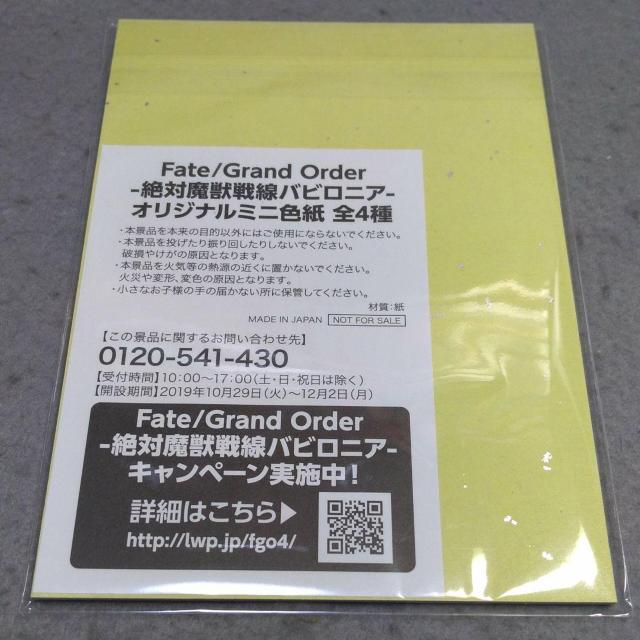 Fate/Grand Order
-絶対魔獣戦線バビロニア-
オリジナルミニ色紙 全4種
・本景品を本来の目的以外にはご使用にならないでください。
・本景品を投げたり振り回したりしないでください。
破損やけがの原因となります。
・本景品を火気等の熱源の近くに置かないでください。
火災や変形、変色の原因となります。
・小さなお子様の手の届かない所に保管してください。
材質:紙
MADE IN JAPAN NOT FOR SALE
【この景品に関するお問い合わせ先】
0120-541-430
【受付時間】10:00〜17:00(土・日・祝日は除く)
【開設期間】2019年10月29日(火)〜12月2日(月)
Fate/Grand Order
-絶対魔獣戦線バビロニア-
キャンペーン実施中!
詳細はこちら▶
http://lwp.jp/fgo4/